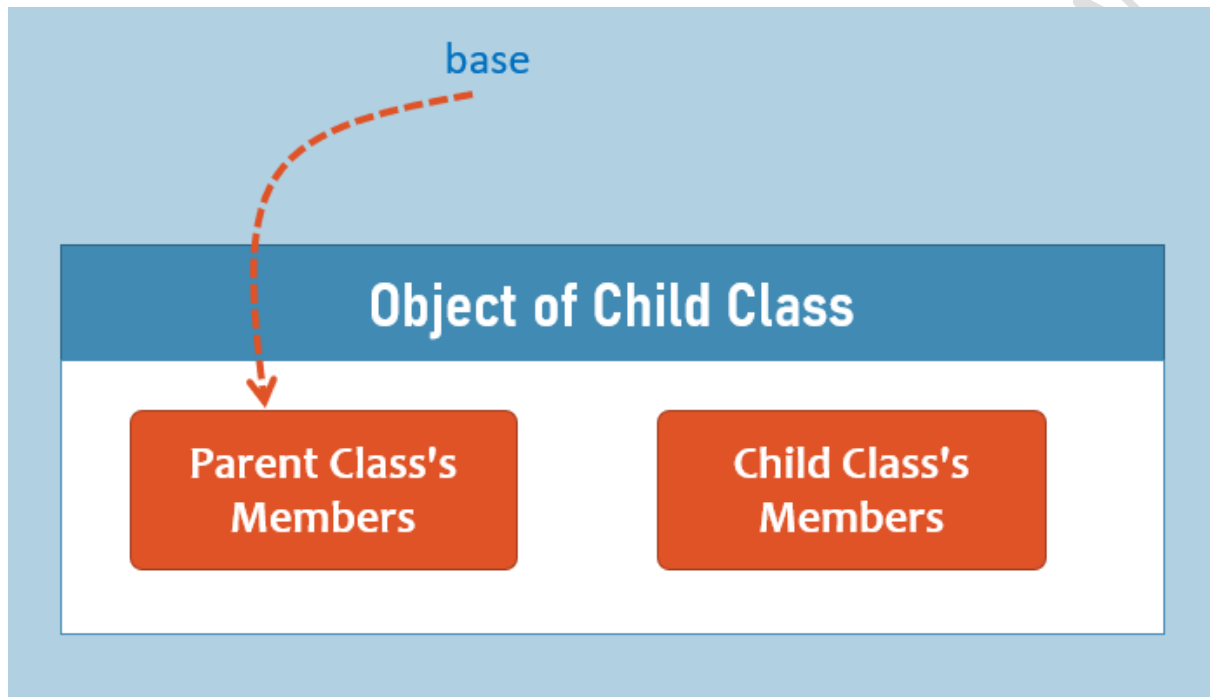 base
Object of Child Class
Parent Class's
Members
Child Class's
Members